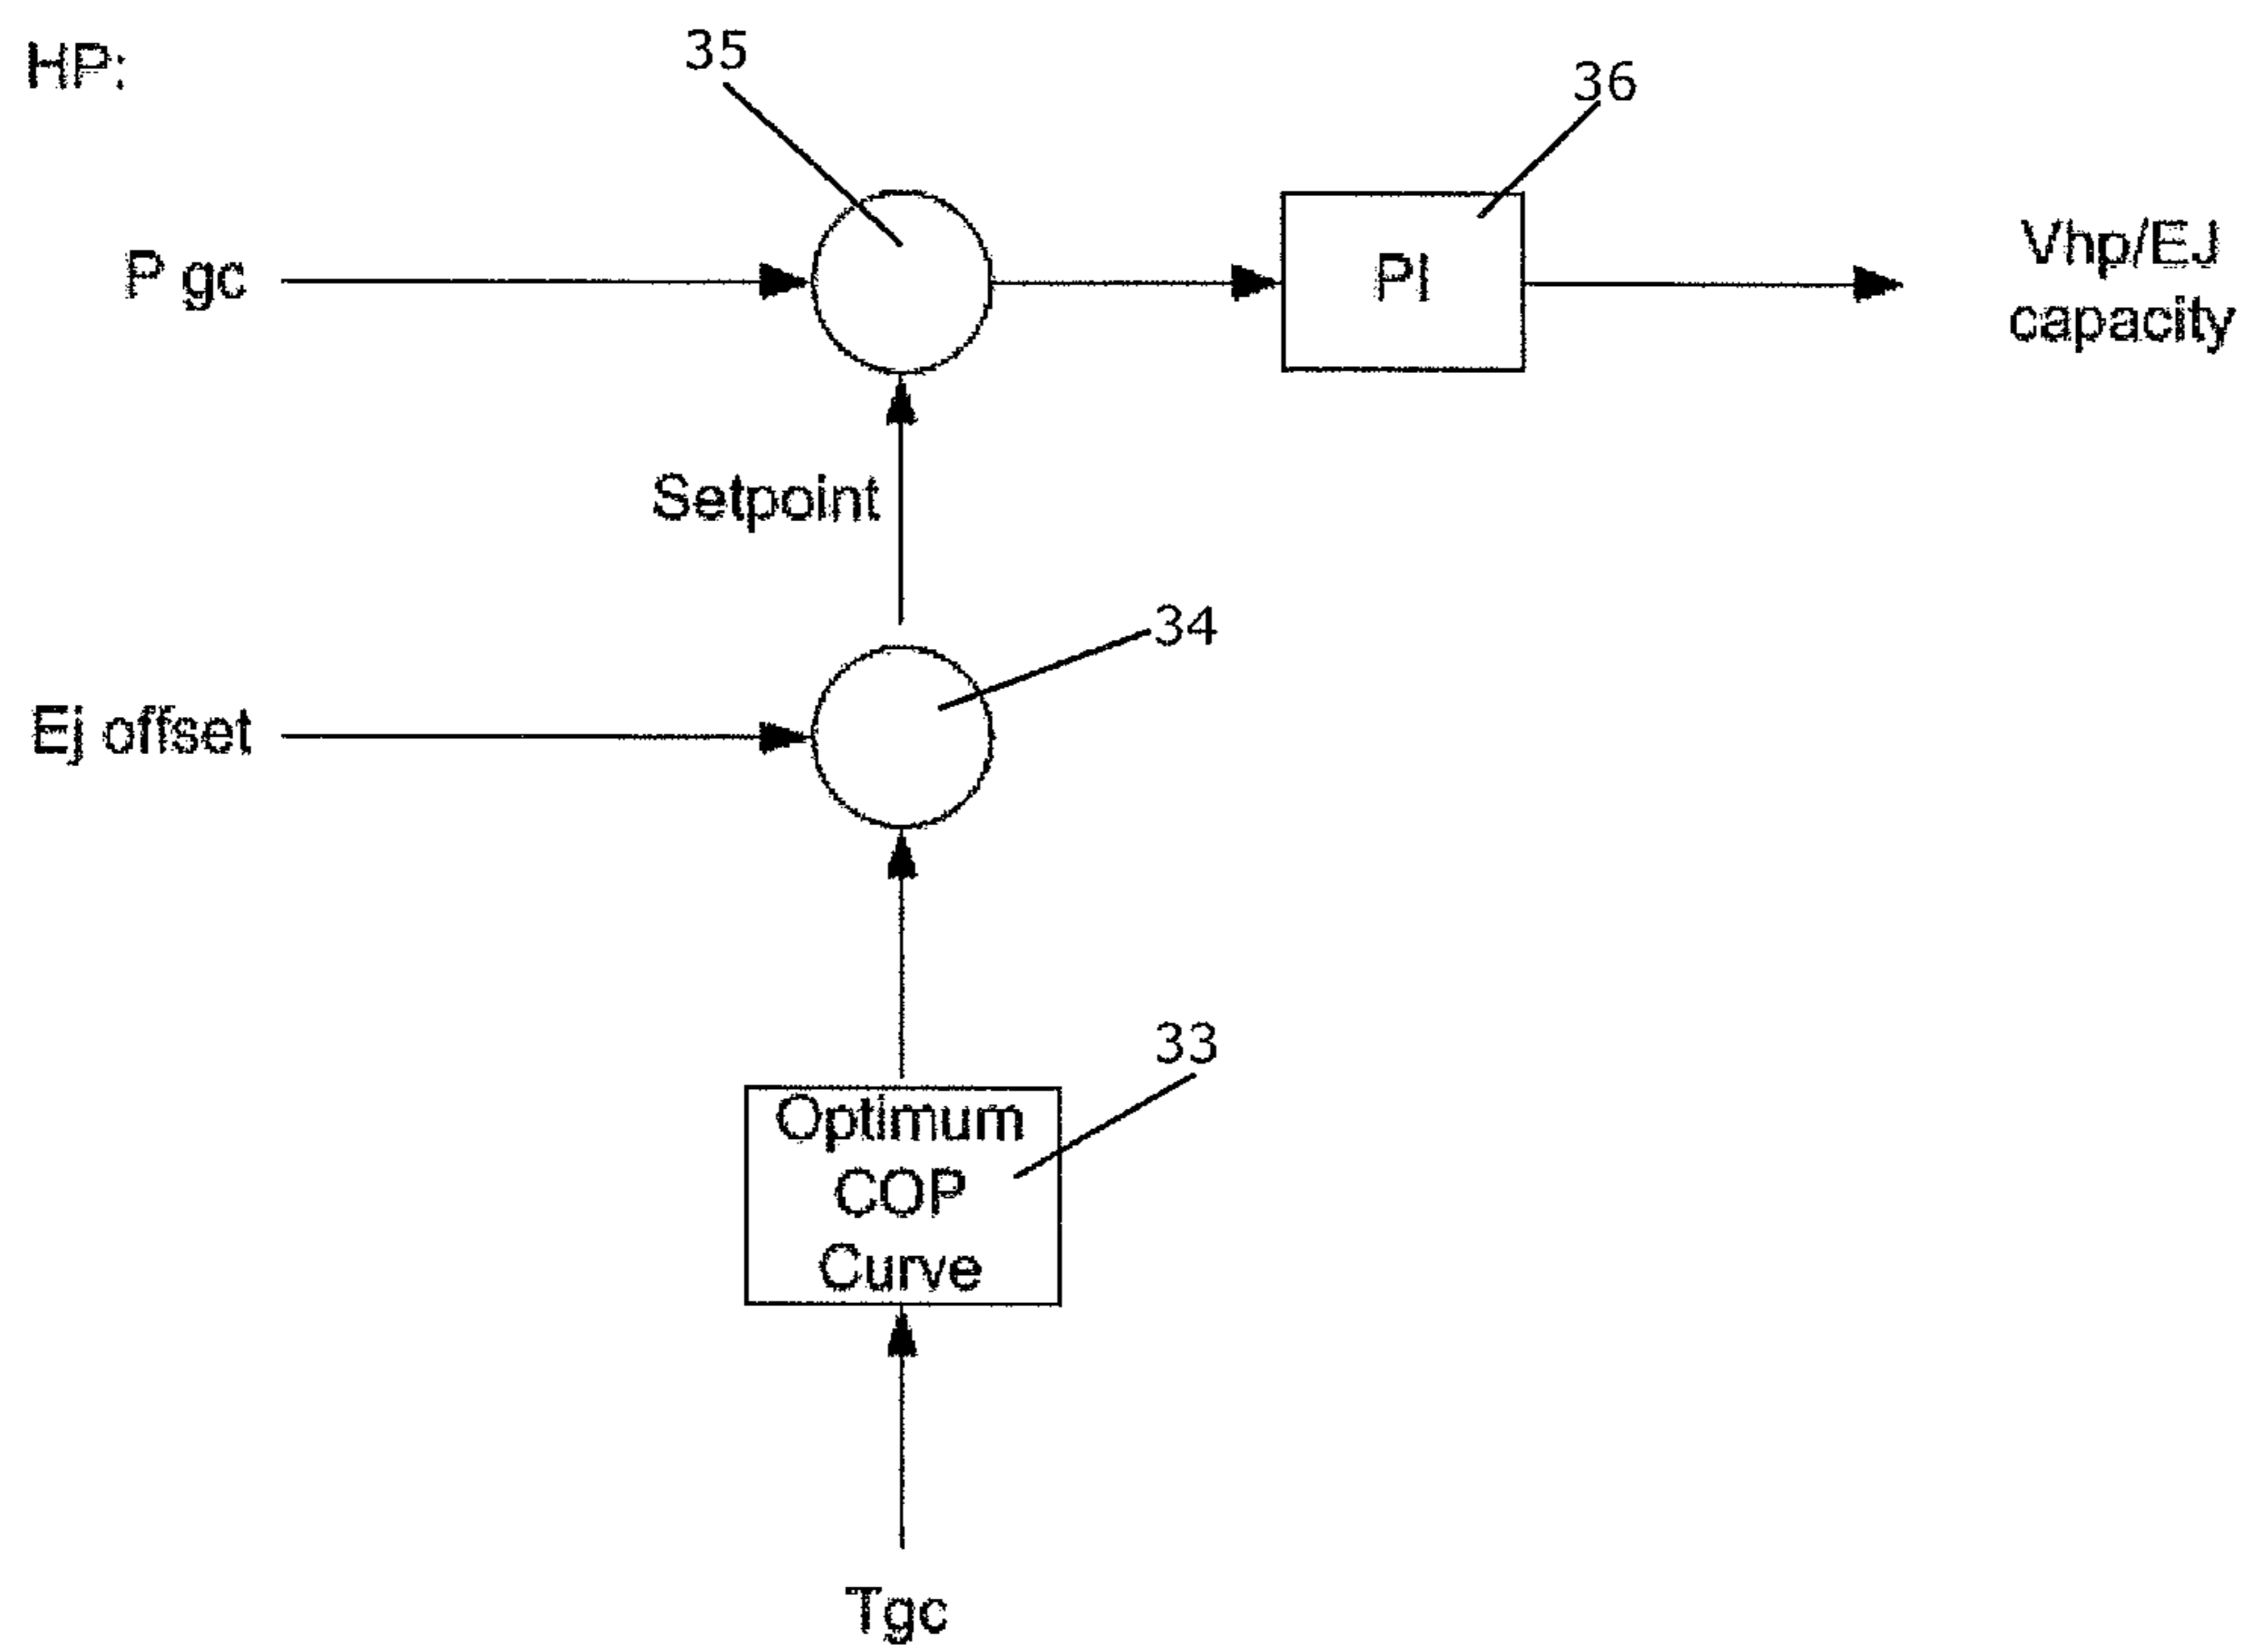 HP:
35
36
P gc
PI
Vhp/EJ
capacity
Setpoint
34
Ej offset
33
Optimum
COP
Curve
Tgc